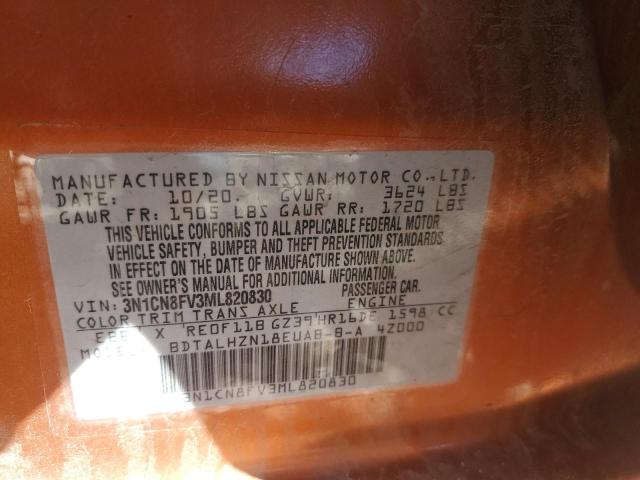 MANUFACTURED BY NISSAN MOTOR CO.,LTD.
DATE: 10/20. GVWR: 3624 LBS
GAWR FR: 1905 LBS GAWR RR: 1720 LBS
THIS VEHICLE CONFORMS TO ALL APPLICABLE FEDERAL MOTOR
VEHICLE SAFETY, BUMPER AND THEFT PREVENTION STANDARDS
IN EFFECT ON THE DATE OF MANUFACTURE SHOWN ABOVE.
SEE OWNER'S MANUAL FOR ADDITIONAL INFORMATION.
VIN: 3N1CN8FV3ML820830 PASSENGER CAR.
COLOR TRIM TRANS AXLE ENGINE
X RE0F11B GZ39 HR16DE 1598 CC
BDTALHZN18EUAB-B-A 4Z000
3N1CN8FV3ML820830